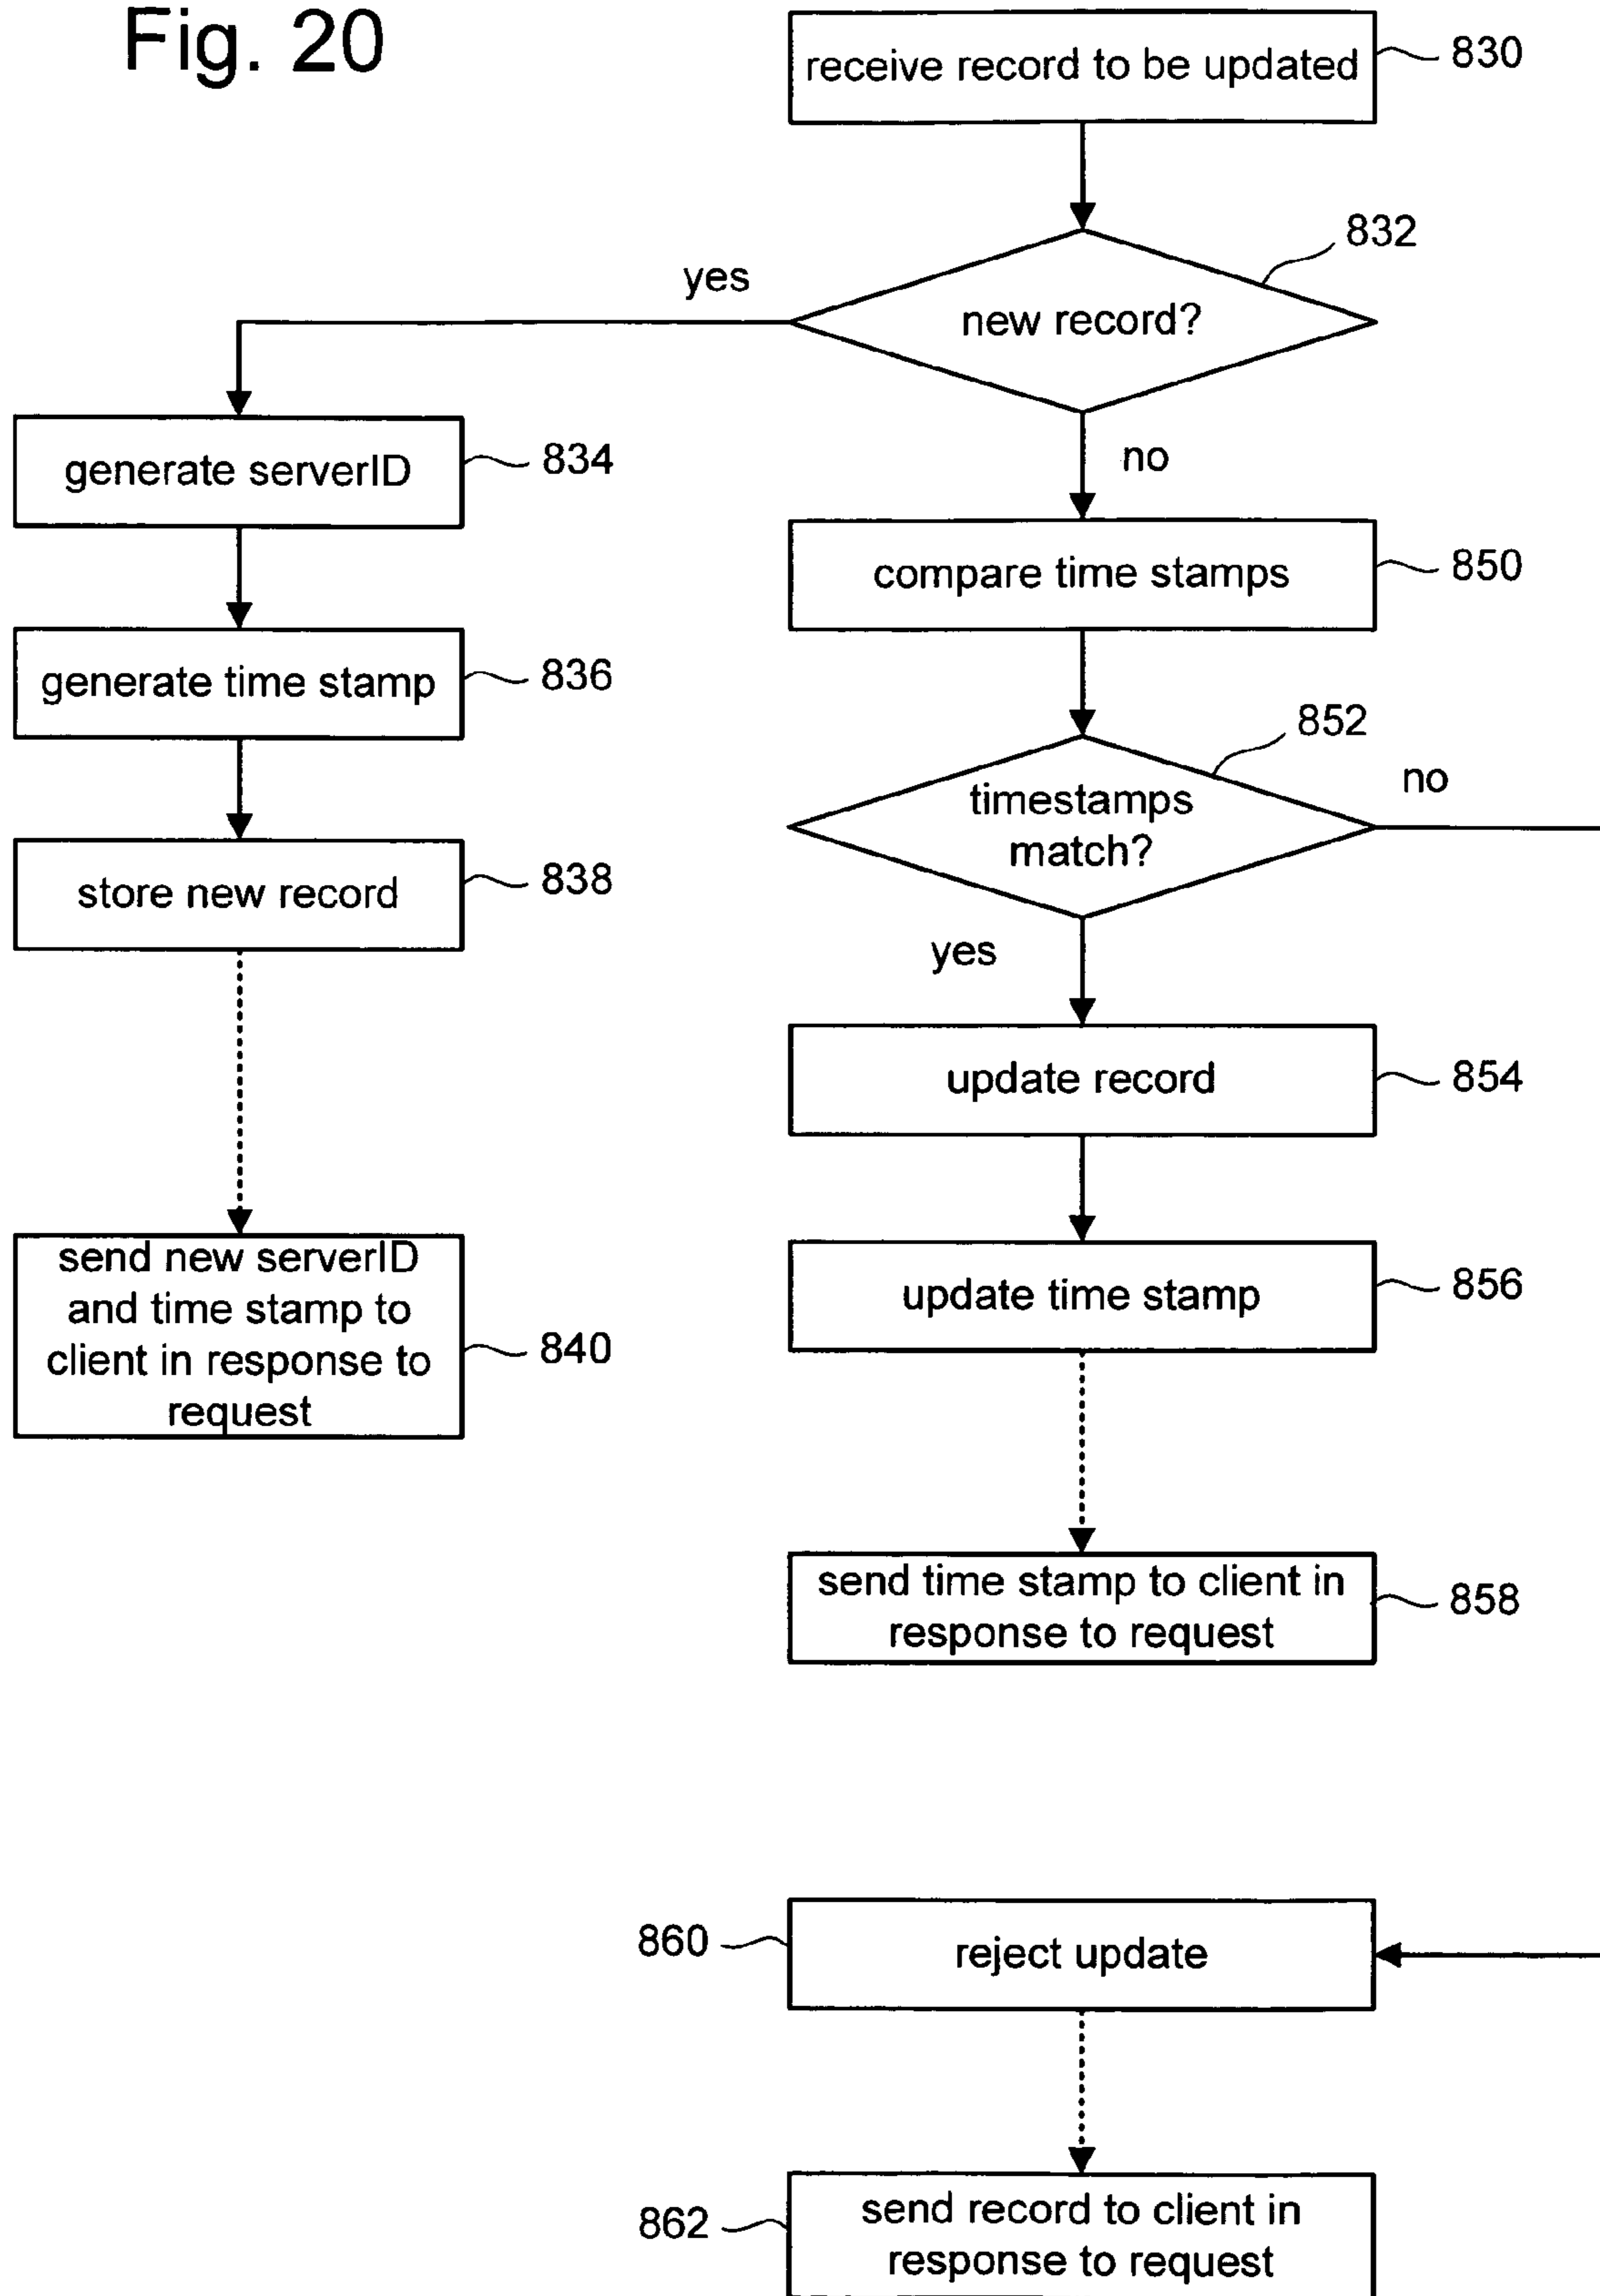 Fig. 20
receive record to be updated
830
832
new record?
yes
no
generate serverID
834
generate time stamp
836
store new record
838
send new serverID
and time stamp to
client in response to
request
840
compare time stamps
850
852
timestamps
match?
no
yes
update record
854
update time stamp
856
send time stamp to client in
response to request
858
860
reject update
862
send record to client in
response to request